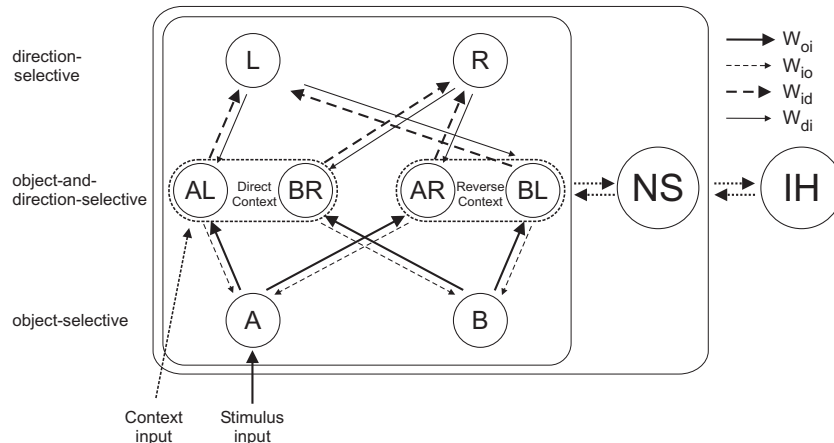 direction-
selective
L
R
W_oi
W_io
W_id
W_di
object-and-
direction-selective
AL
Direct
Context
BR
AR
Reverse
Context
BL
NS
IH
object-selective
A
B
Context
input
Stimulus
input